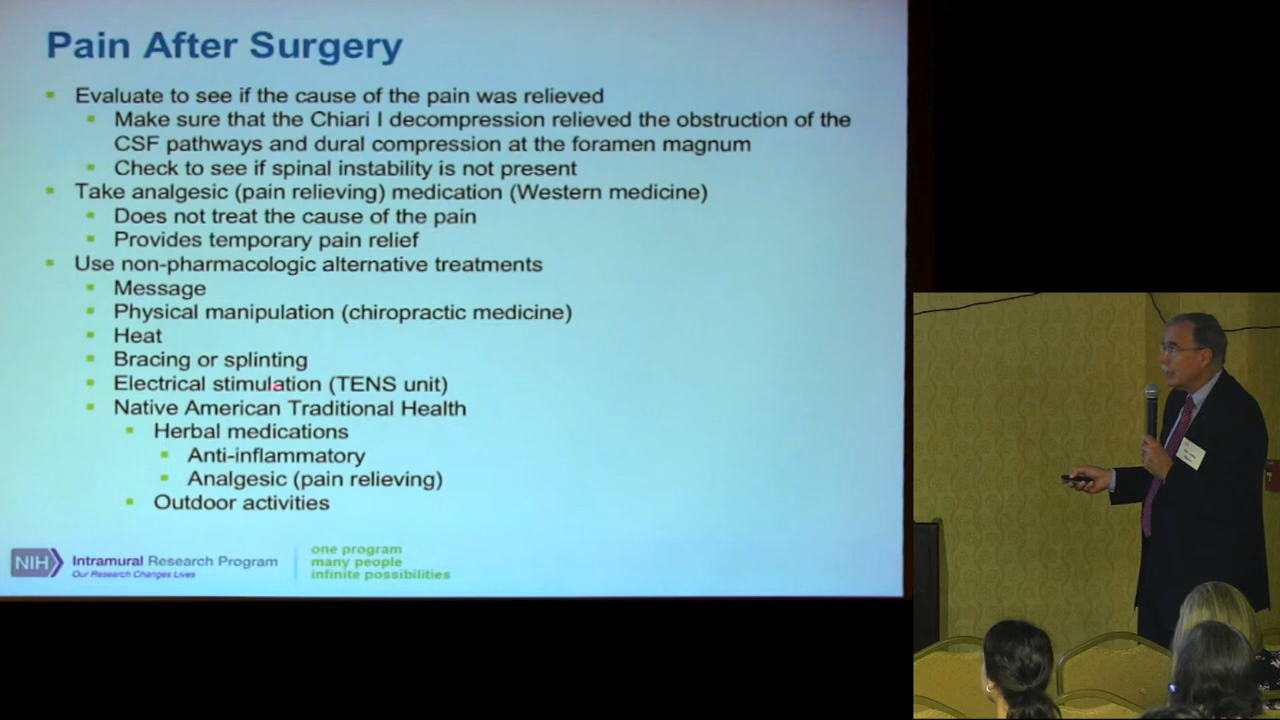 Pain After Surgery
Evaluate to see if the cause of the pain was relieved
Make sure that the Chiari I decompression relieved the obstruction of the
CSF pathways and dural compression at the foramen magnum
Check to see if spinal instability is not present
Take analgesic (pain relieving) medication (Western medicine)
Does not treat the cause of the pain
Provides temporary pain relief
Use non-pharmacologic alternative treatments
Message
Physical manipulation (chiropractic medicine)
Heat
Bracing or splinting
Electrical stimulation (TENS unit)
Native American Traditional Health
Herbal medications
Anti-inflammatory
Analgesic (pain relieving)
Outdoor activities
NIH
Intramural Research Program
Our Research Changes Lives
one program
many people
infinite possibilities